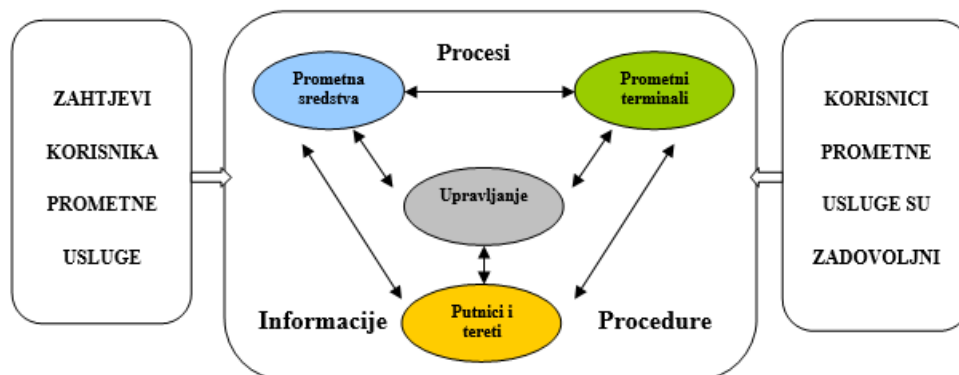 ZAHTJEVI
KORISNIKA
PROMETNE
USLUGE
Procesi
Prometna
sredstva
Prometni
terminali
Upravljanje
Informacije
Putnici i
tereti
Procedure
KORISNICI
PROMETNE
USLUGE SU
ZADOVOLJNI